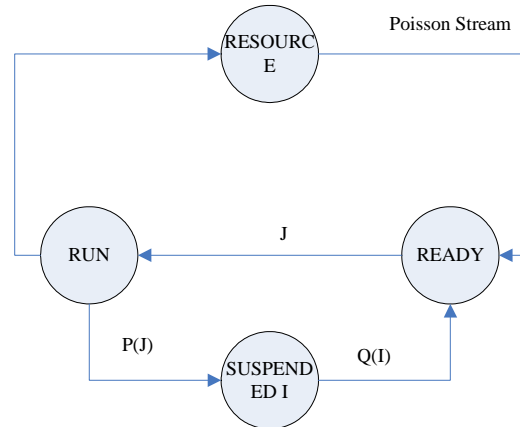 Poisson Stream
RESOURC
E
J
RUN
READY
P(J)
Q(I)
SUSPEND
ED I